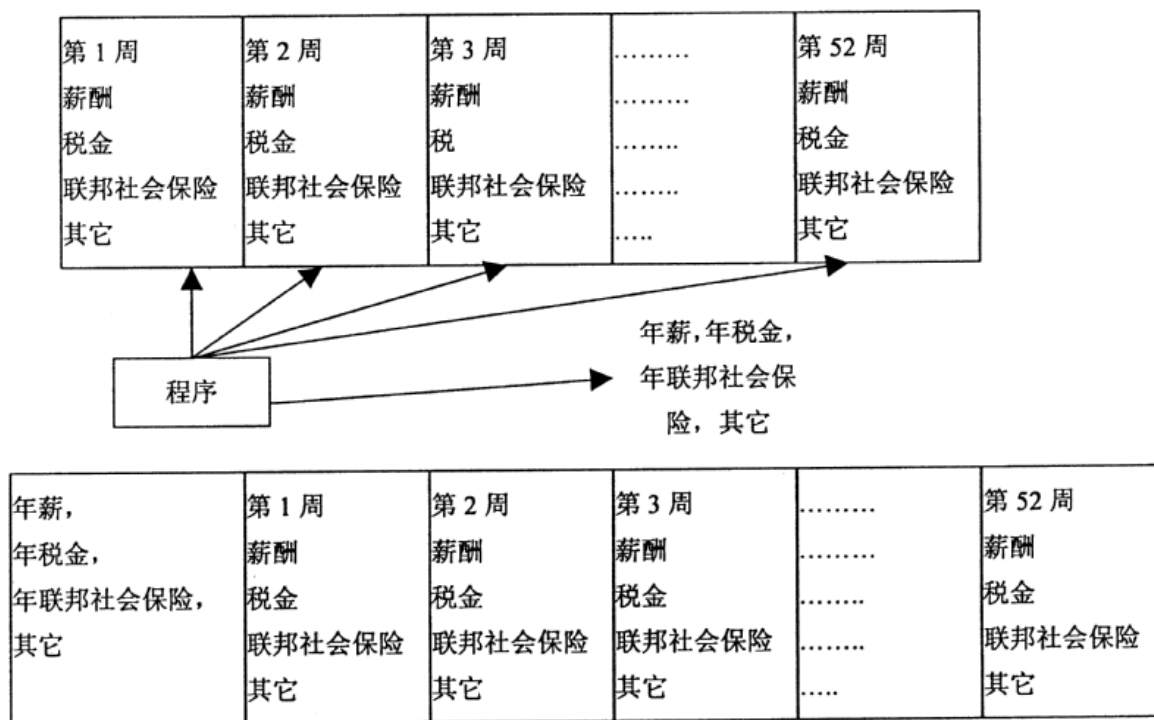 第 1 周
薪酬
税金
联邦社会保险
其它
第 2 周
薪酬
税金
联邦社会保险
其它
第 3 周
薪酬
税
联邦社会保险
其它
………
………
……..
……..
…..
第 52 周
薪酬
税金
联邦社会保险
其它
程序
年薪，年税金，
年联邦社会保
险，其它
年薪，
年税金，
年联邦社会保险，
其它
第 1 周
薪酬
税金
联邦社会保险
其它
第 2 周
薪酬
税金
联邦社会保险
其它
第 3 周
薪酬
税金
联邦社会保险
其它
………
………
……..
……..
…..
第 52 周
薪酬
税金
联邦社会保险
其它